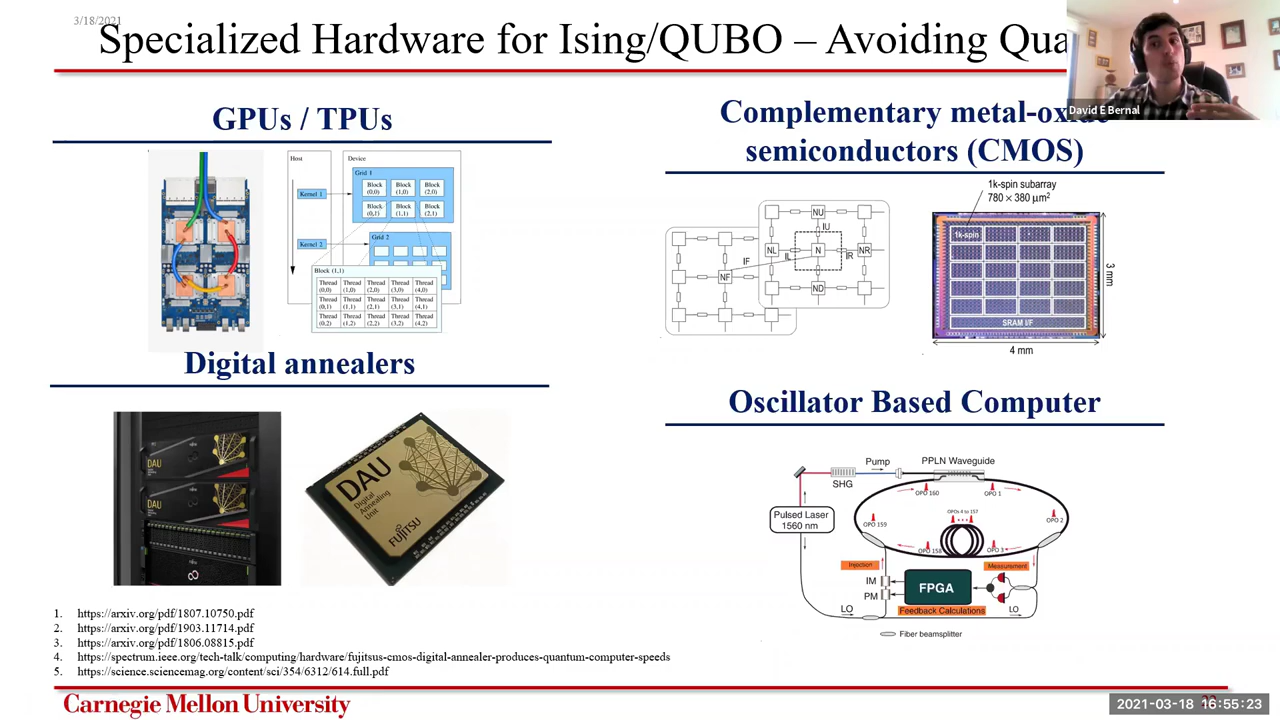 3/18/2021
Specialized Hardware for Ising/QUBO – Avoiding Qua
David E Bernal
GPUs / TPUs
Host
Device
Grid 1
Kernel 1
Block (0,0)
Block (1,0)
Block (2,0)
Block (0,1)
Block (1,1)
Block (2,1)
Kernel 2
Grid 2
Block (1,1)
Thread (0,0)
Thread (1,0)
Thread (2,0)
Thread (3,0)
Thread (4,0)
Thread (0,1)
Thread (1,1)
Thread (2,1)
Thread (3,1)
Thread (4,1)
Thread (0,2)
Thread (1,2)
Thread (2,2)
Thread (3,2)
Thread (4,2)
Complementary metal-oxide
semiconductors (CMOS)
1k-spin subarray
780 × 380 μm²
NU
IU
NL
IL
N
IR
NR
IF
NF
ND
1k-spin
SRAM I/F
3 mm
4 mm
Digital annealers
DAU
DAU
DAU
Digital
Annealing
Unit
FUJITSU
Oscillator Based Computer
Pump
PPLN Waveguide
SHG
OPO 160
OPO 1
Pulsed Laser
1560 nm
OPO 159
OPOs 4 to 157
OPO 2
OPO 158
OPO 3
Injection
Measurement
IM
PM
FPGA
Feedback Calculations
LO
LO
Fiber beamsplitter
1. https://arxiv.org/pdf/1807.10750.pdf
2. https://arxiv.org/pdf/1903.11714.pdf
3. https://arxiv.org/pdf/1806.08815.pdf
4. https://spectrum.ieee.org/tech-talk/computing/hardware/fujitsus-cmos-digital-annealer-produces-quantum-computer-speeds
5. https://science.sciencemag.org/content/sci/354/6312/614.full.pdf
Carnegie Mellon University
2021-03-18 16:55:23